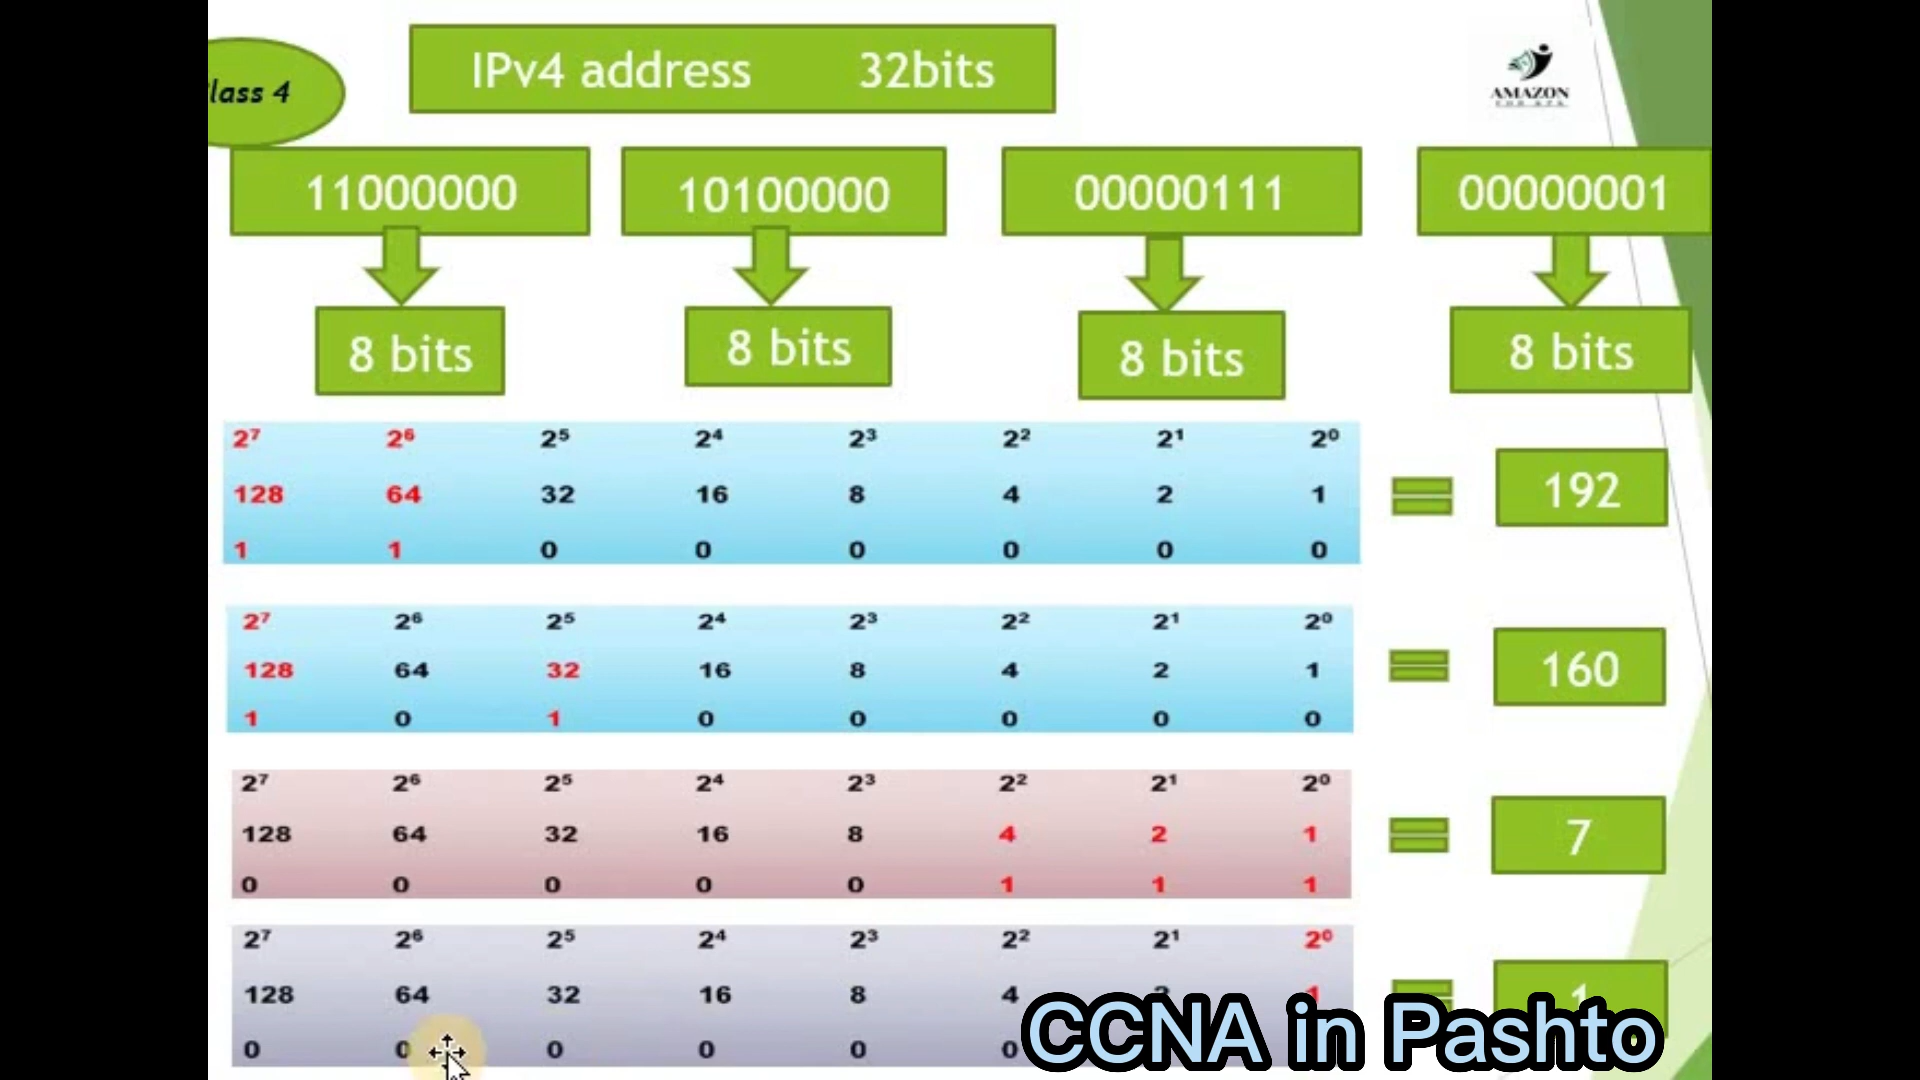 lass 4
IPv4 address 32bits
AMAZON
11000000 10100000 00000111 00000001
8 bits 8 bits 8 bits 8 bits
2⁷ 2⁶ 2⁵ 2⁴ 2³ 2² 2¹ 2⁰
128 64 32 16 8 4 2 1
1 1 0 0 0 0 0 0
192
2⁷ 2⁶ 2⁵ 2⁴ 2³ 2² 2¹ 2⁰
128 64 32 16 8 4 2 1
1 0 1 0 0 0 0 0
160
2⁷ 2⁶ 2⁵ 2⁴ 2³ 2² 2¹ 2⁰
128 64 32 16 8 4 2 1
0 0 0 0 0 1 1 1
7
2⁷ 2⁶ 2⁵ 2⁴ 2³ 2² 2¹ 2⁰
128 64 32 16 8 4 2 1
0 0 0 0 0 0
1
CCNA in Pashto